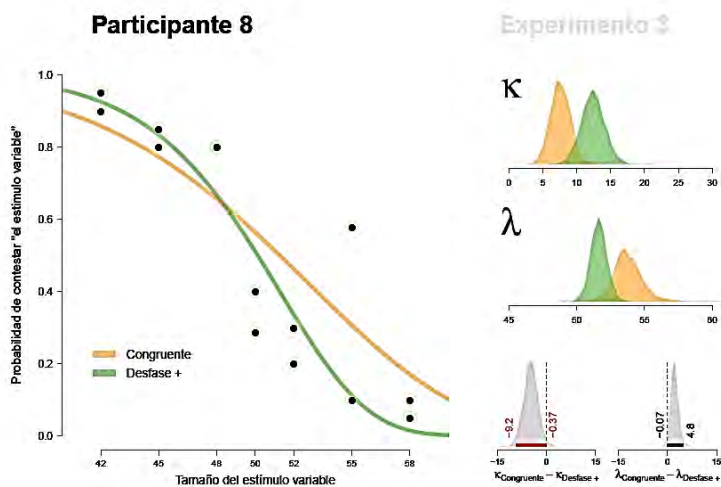 Participante 8
Experimento 3
Probabilidad de contestar "el estímulo variable"
1.0
0.8
0.6
0.4
0.2
0.0
Congruente
Desfase +
42 45 48 50 52 55 58
Tamaño del estímulo variable
κ
0 5 10 15 20 25 30
λ
45 50 55 60
−9.2
−0.37
−15 0 15
κCongruente − κDesfase +
−0.07
4.8
−15 0 15
λCongruente − λDesfase +